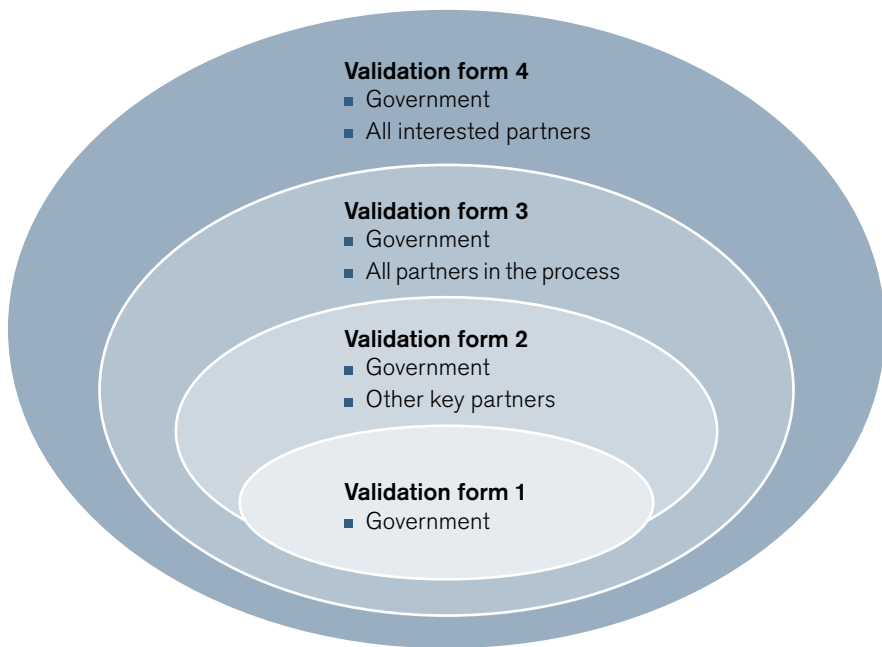 Validation form 4
■ Government
■ All interested partners
Validation form 3
■ Government
■ All partners in the process
Validation form 2
■ Government
■ Other key partners
Validation form 1
■ Government